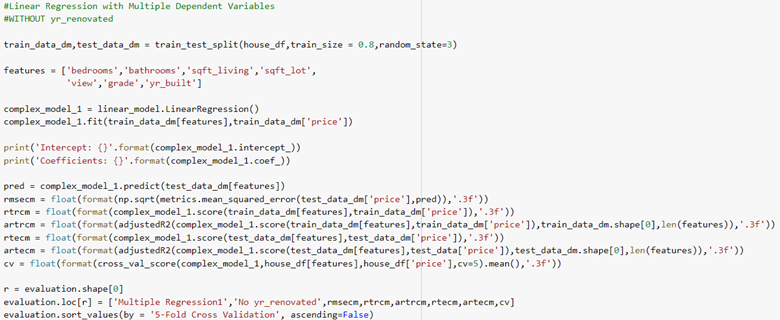 #Linear Regression with Multiple Dependent Variables
#WITHOUT yr_renovated
train_data_dm,test_data_dm = train_test_split(house_df,train_size = 0.8,random_state=3)
features = ['bedrooms','bathrooms','sqft_living','sqft_lot',
'view','grade','yr_built']
complex_model_1 = linear_model.LinearRegression()
complex_model_1.fit(train_data_dm[features],train_data_dm['price'])
print('Intercept: {}'.format(complex_model_1.intercept_))
print('Coefficients: {}'.format(complex_model_1.coef_))
pred = complex_model_1.predict(test_data_dm[features])
rmsecm = float(format(np.sqrt(metrics.mean_squared_error(test_data_dm['price'],pred)),'.3f'))
rtrcm = float(format(complex_model_1.score(train_data_dm[features],train_data_dm['price']),'.3f'))
artrcm = float(format(adjustedR2(complex_model_1.score(train_data_dm[features],train_data_dm['price']),train_data_dm.shape[0],len(features)),'.3f'))
rtecm = float(format(complex_model_1.score(test_data_dm[features],test_data_dm['price']),'.3f'))
artecm = float(format(adjustedR2(complex_model_1.score(test_data_dm[features],test_data['price']),test_data_dm.shape[0],len(features)),'.3f'))
cv = float(format(cross_val_score(complex_model_1,house_df[features],house_df['price'],cv=5).mean(),'.3f'))
r = evaluation.shape[0]
evaluation.loc[r] = ['Multiple Regression1','No yr_renovated',rmsecm,rtrcm,artrcm,rtecm,artecm,cv]
evaluation.sort_values(by = '5-Fold Cross Validation', ascending=False)